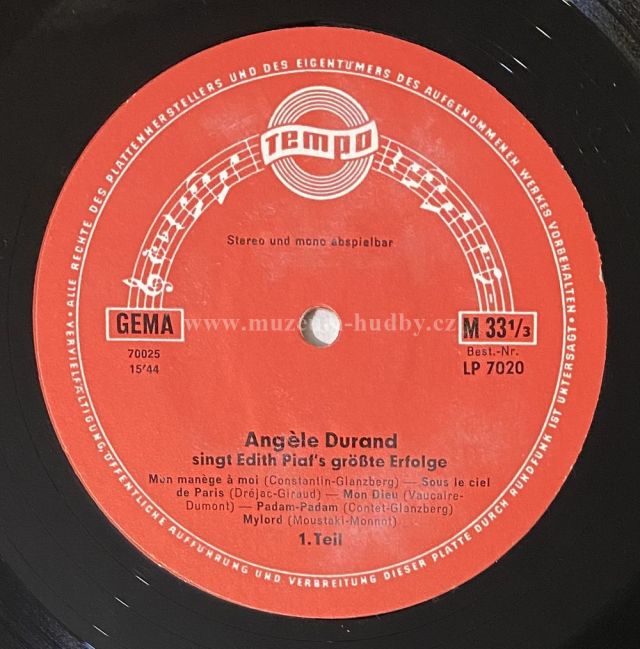 • ALLE RECHTE DES PLATTENHERSTELLERS UND DES EIGENTÜMERS DES AUFGENOMMENEN WERKES VORBEHALTEN •
Tempo
Stereo und mono abspielbar
GEMA
M 33 1/3
www.muzeum-hudby.cz
70025
15'44
Best.-Nr.
LP 7020
Angèle Durand
singt Edith Piaf's größte Erfolge
Mon manège à moi (Constantin-Glanzberg) — Sous le ciel
de Paris (Dréjac-Giraud) — Mon Dieu (Vaucaire-
Dumont) — Padam-Padam (Contet-Glanzberg)
Mylord (Moustaki-Monnot)
1. Teil
VERVIELFÄLTIGUNG, ÖFFENTLICHE AUFFÜHRUNG UND VERBREITUNG DIESER PLATTE DURCH RUNDFUNK IST UNTERSAGT •